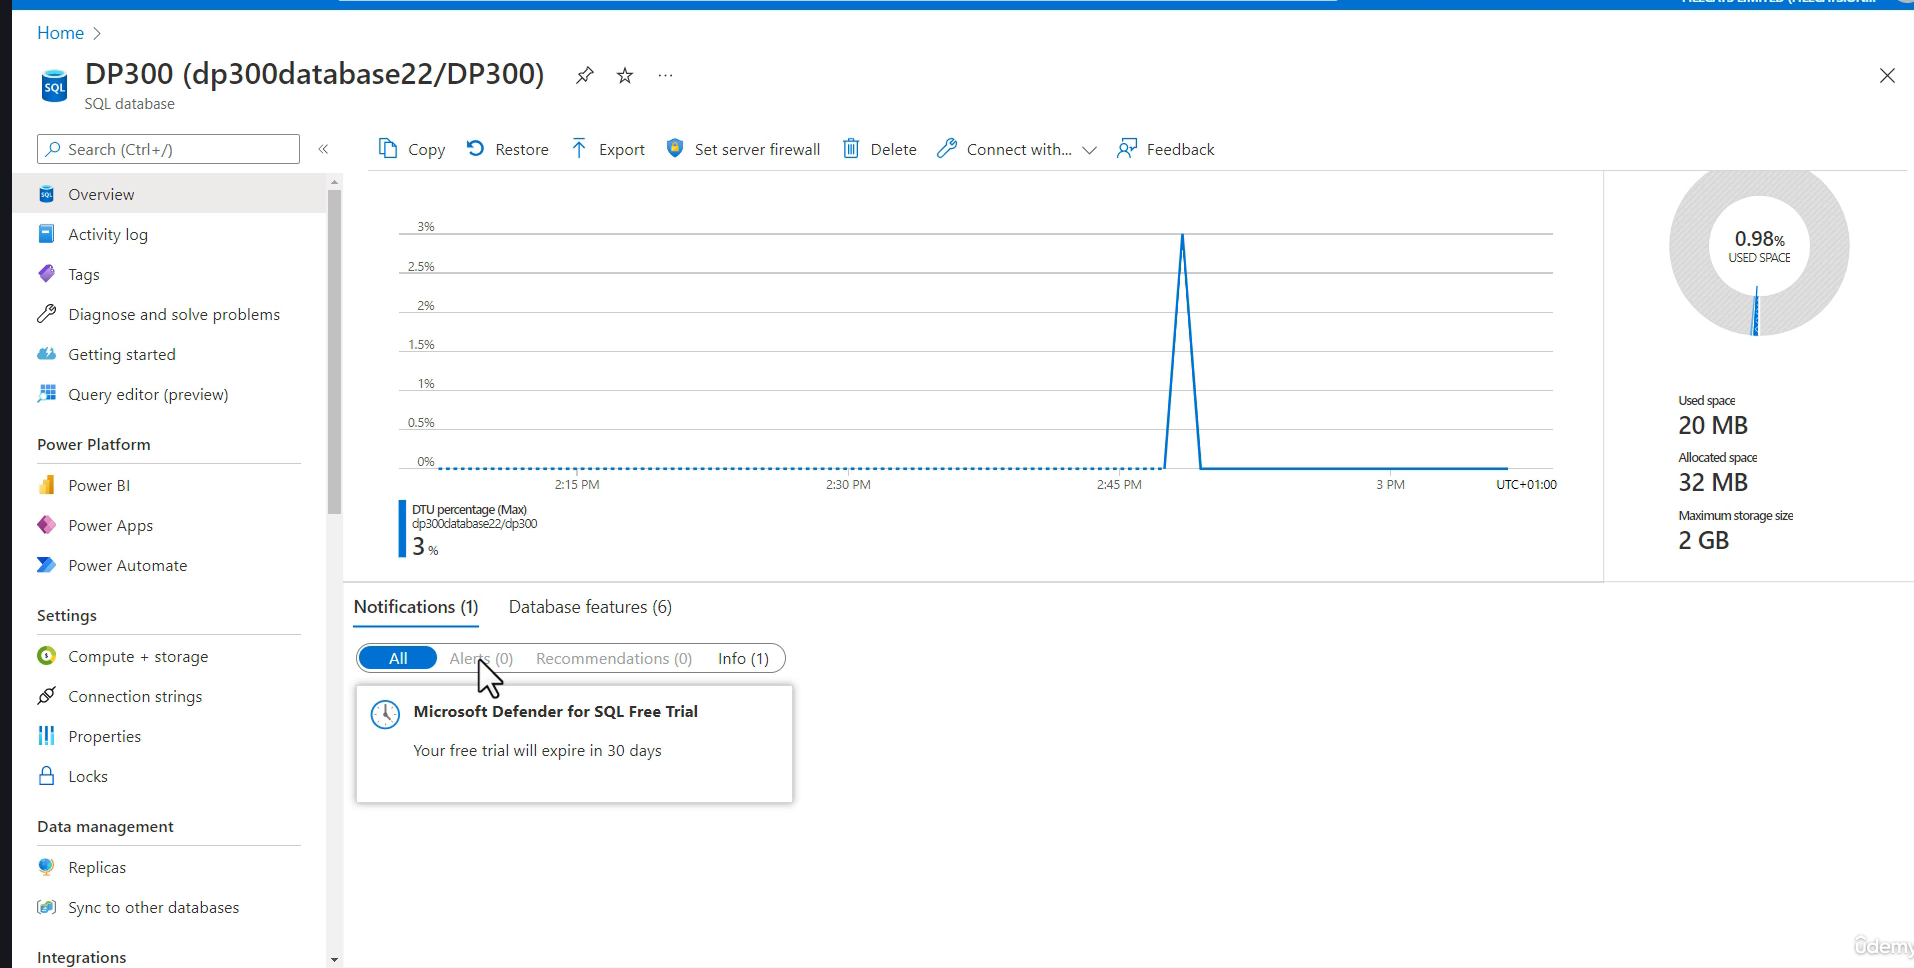 Home
DP300 (dp300database22/DP300)
SQL
SQL database
Search (Ctrl+/)
Copy
Restore
Export
Set server firewall
Delete
Connect with...
Feedback
Overview
Activity log
Tags
Diagnose and solve problems
Getting started
Query editor (preview)
Power Platform
Power BI
Power Apps
Power Automate
Settings
Compute + storage
Connection strings
Properties
Locks
Data management
Replicas
Sync to other databases
Integrations
3%
2.5%
2%
1.5%
1%
0.5%
0%
2:15 PM
2:30 PM
2:45 PM
3 PM
UTC+01:00
DTU percentage (Max)
dp300database22/dp300
3 %
0.98%
USED SPACE
Used space
20 MB
Allocated space
32 MB
Maximum storage size
2 GB
Notifications (1)
Database features (6)
All
Alerts (0)
Recommendations (0)
Info (1)
Microsoft Defender for SQL Free Trial
Your free trial will expire in 30 days
udemy